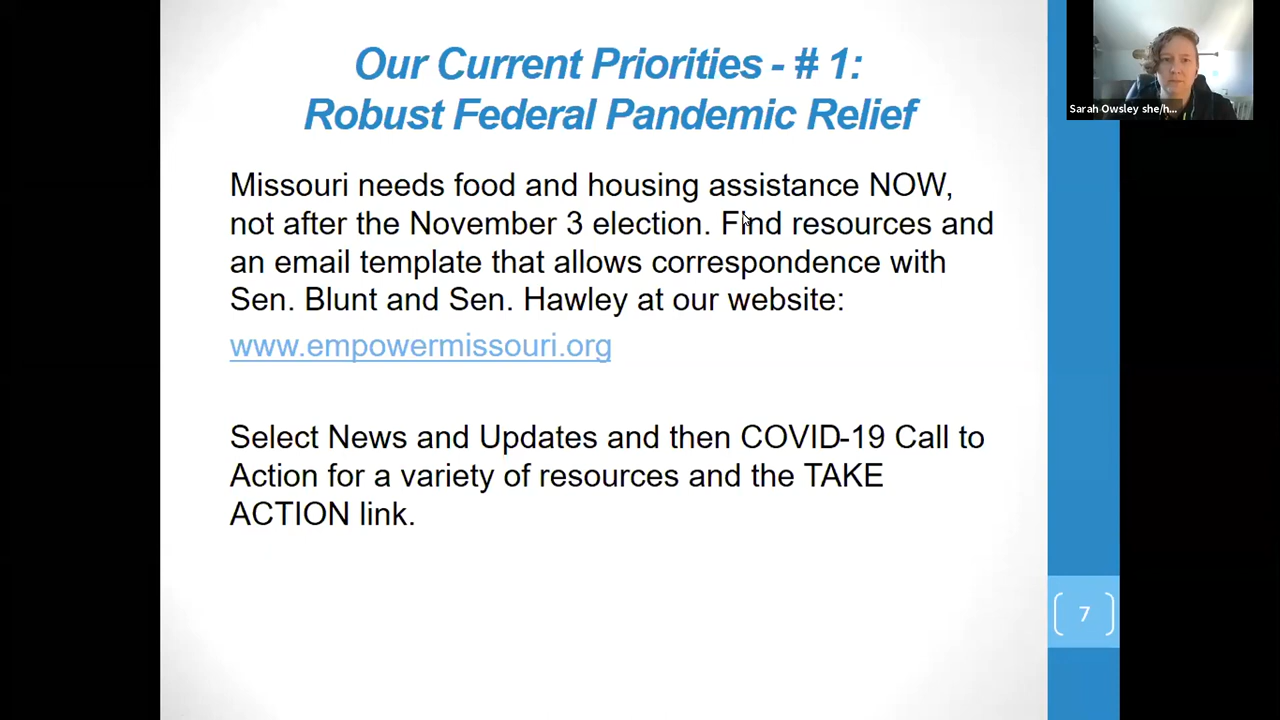 Our Current Priorities - # 1:
Robust Federal Pandemic Relief
Sarah Owsley she/h...
Missouri needs food and housing assistance NOW,
not after the November 3 election. Find resources and
an email template that allows correspondence with
Sen. Blunt and Sen. Hawley at our website:
www.empowermissouri.org
Select News and Updates and then COVID-19 Call to
Action for a variety of resources and the TAKE
ACTION link.
7